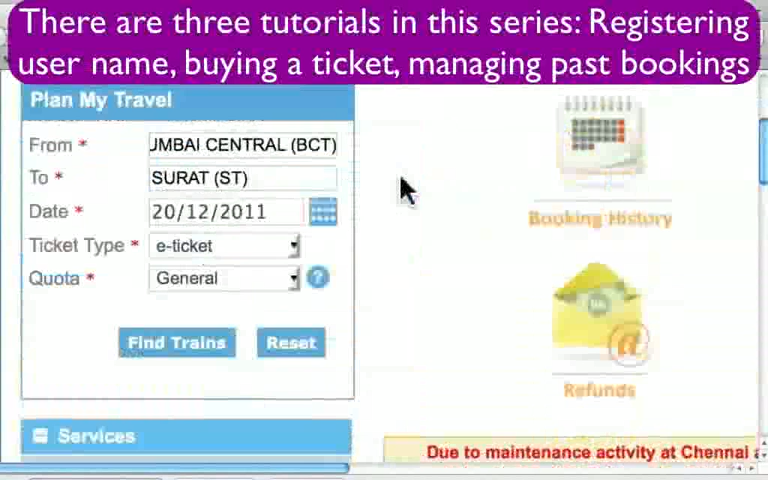 There are three tutorials in this series: Registering
user name, buying a ticket, managing past bookings
Plan My Travel
From * UMBAI CENTRAL (BCT)
To * SURAT (ST)
Date * 20/12/2011
Ticket Type * e-ticket
Quota * General ?
Find Trains Reset
Services
Booking History
@
Refunds
Due to maintenance activity at Chennai a